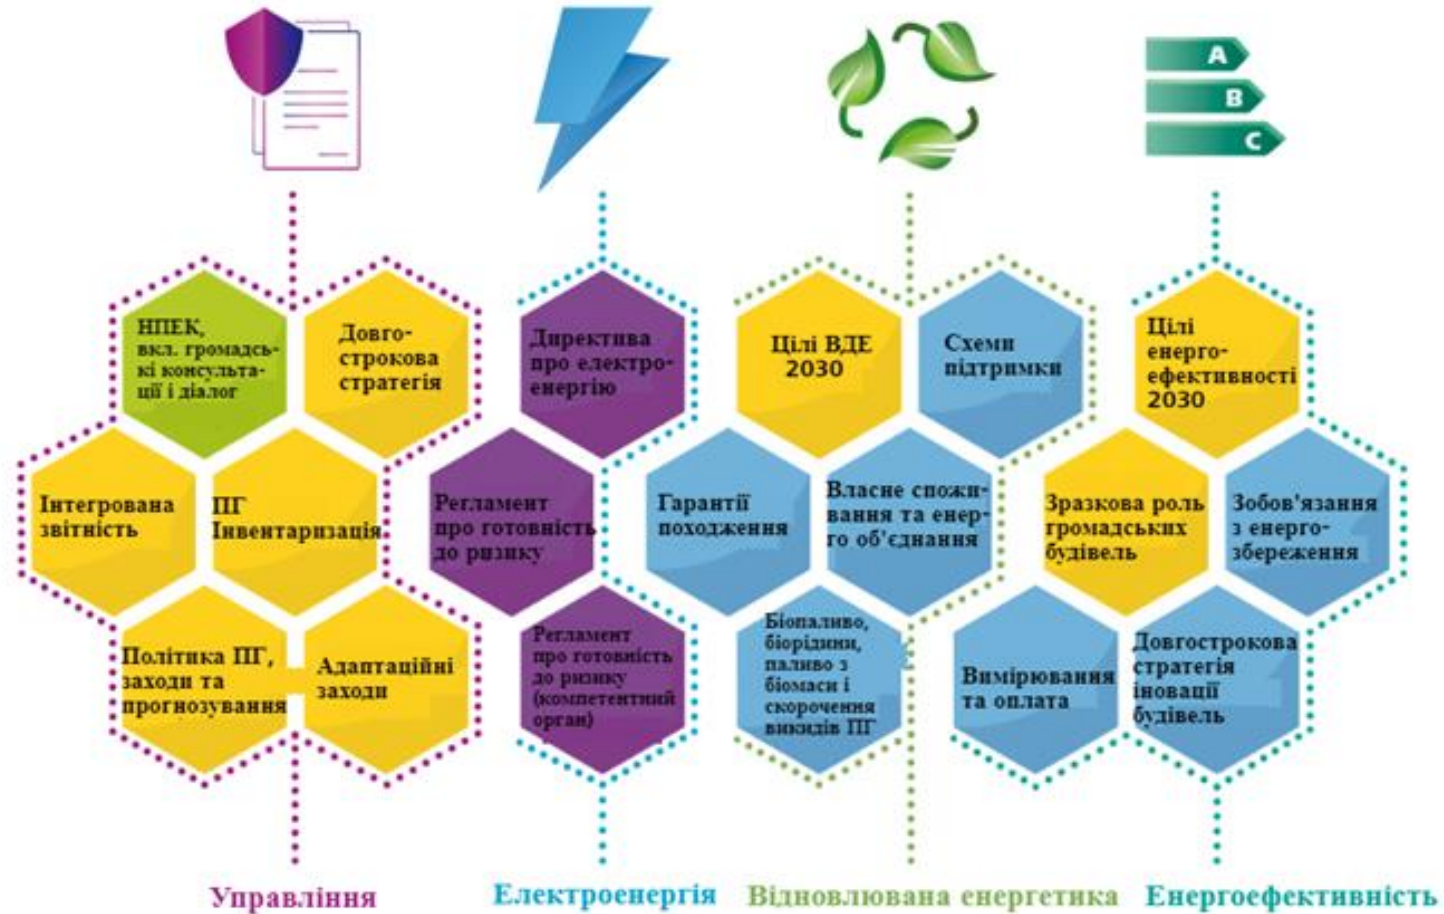 A
B
C
НПЕК,
вкл. громадсь-
кі консульта-
ції і діалог
Довго-
строкова
стратегія
Інтегрована
звітність
ПГ
Інвентаризація
Політика ПГ,
заходи та
прогнозування
Адаптаційні
заходи
Директива
про електро-
енергію
Регламент
про готовність
до ризику
Регламент
про готовність
до ризику
(компетентний
орган)
Цілі ВДЕ
2030
Схеми
підтримки
Гарантії
походження
Власне спожи-
вання та енер-
го об'єднання
Біопаливо,
біорідини,
паливо з
біомаси і
скорочення
викидів ПГ
Цілі
енерго-
ефективності
2030
Зразкова роль
громадських
будівель
Зобов'язання
з енерго-
збереження
Вимірювання
та оплата
Довгострокова
стратегія
іновації
будівель
Управління
Електроенергія
Відновлювана енергетика
Енергоефективність